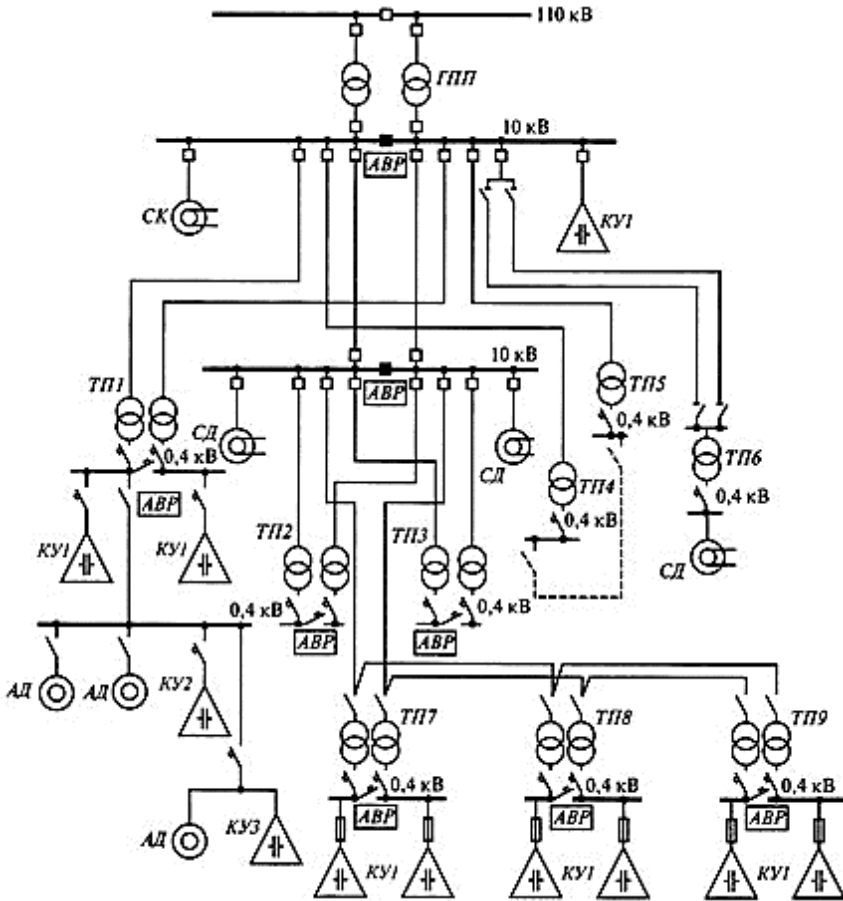 110 кВ
ГПП
10 кВ
АВР
СК
КУ1
10 кВ
ТП1
АВР
ТП5
СД
0,4 кВ
ТП6
0,4 кВ
СД
ТП4
0,4 кВ
АВР
ТП2
ТП3
0,4 кВ
КУ1
КУ1
СД
0,4 кВ
0,4 кВ
АВР
АВР
АД
АД
КУ2
ТП7
ТП8
ТП9
0,4 кВ
0,4 кВ
0,4 кВ
АВР
АВР
АВР
АД
КУ3
КУ1
КУ1
КУ1